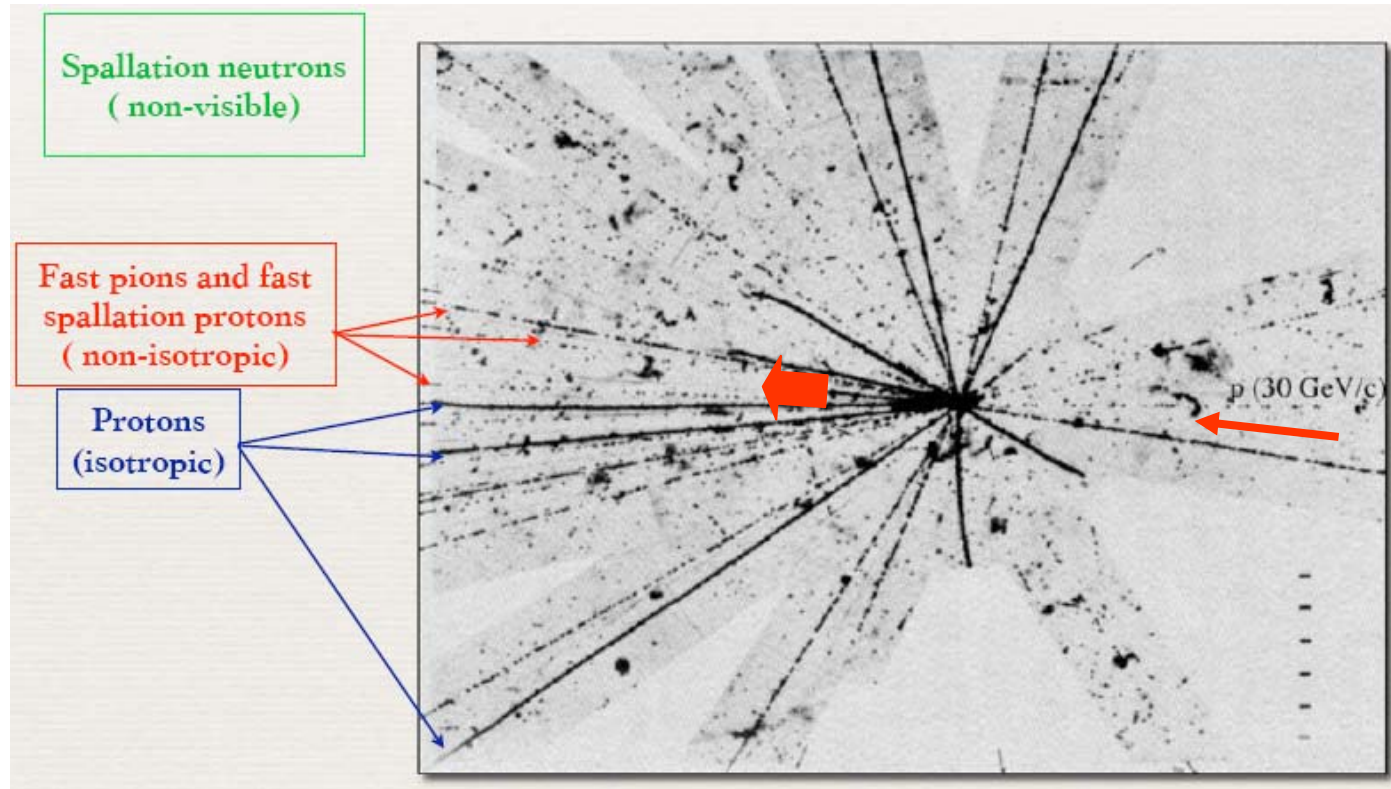 Spallation neutrons
( non-visible)
Fast pions and fast
spallation protons
( non-isotropic)
Protons
(isotropic)
p (30 GeV/c)